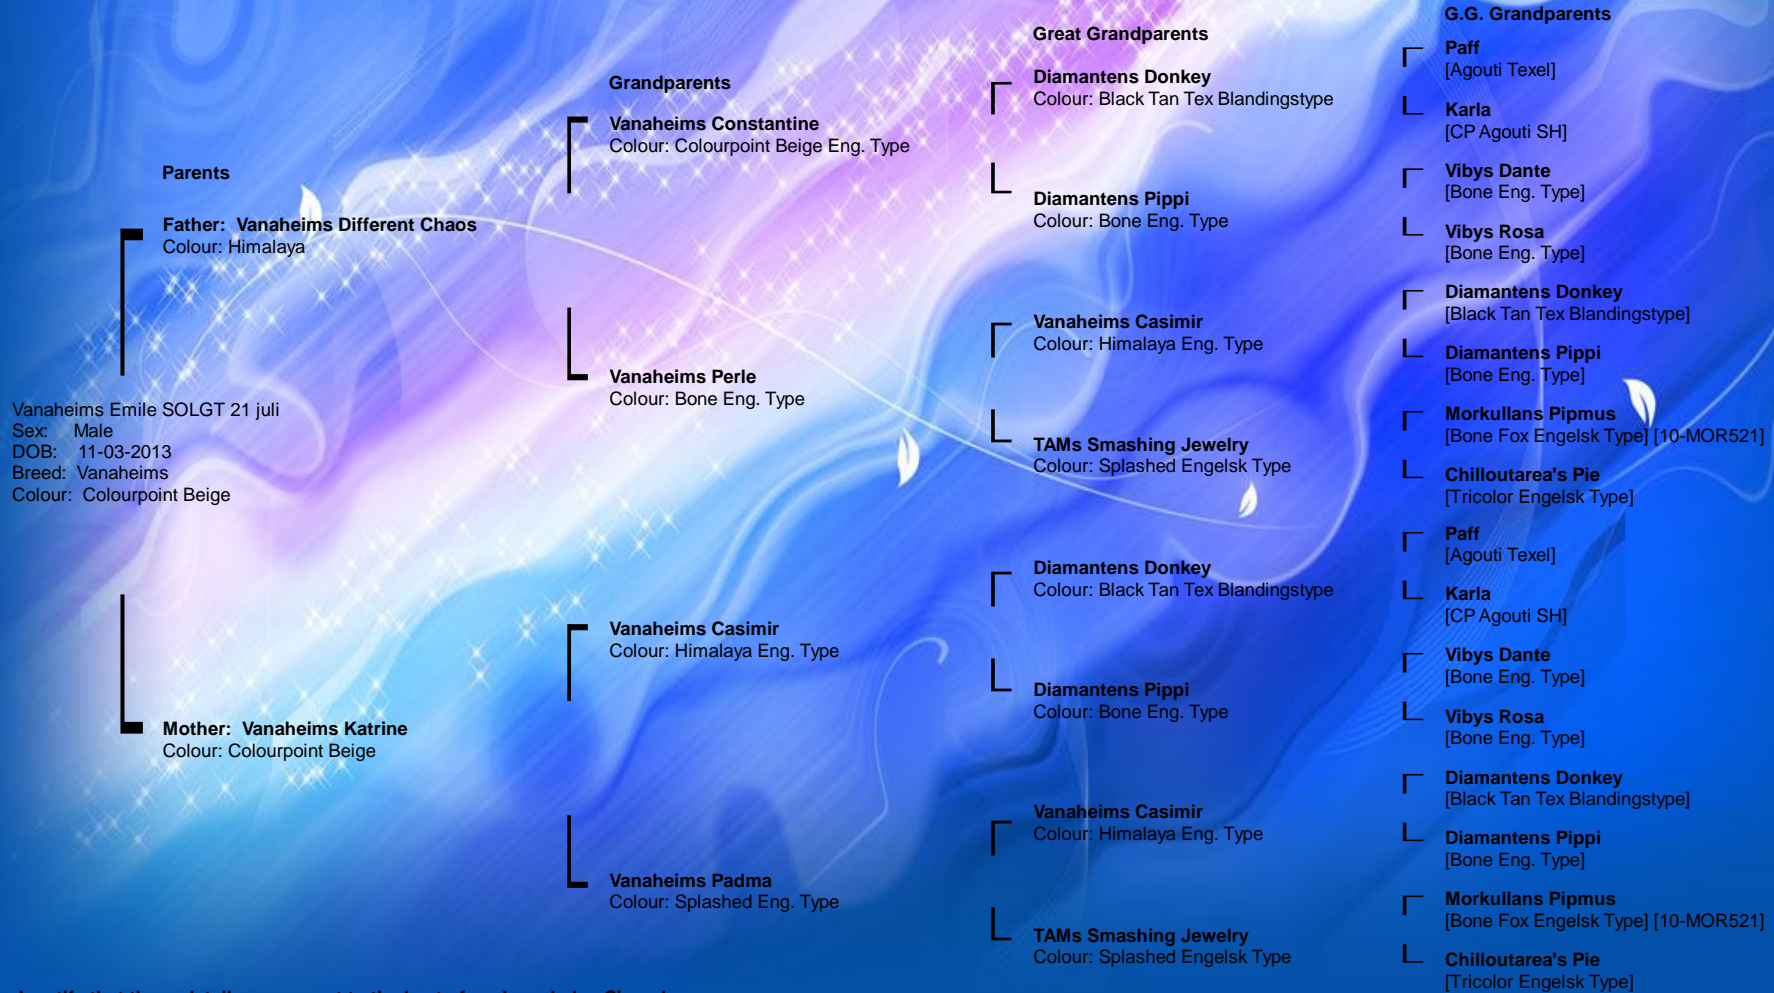 Vanaheims Emile SOLGT 21 juli
Sex: Male
DOB: 11-03-2013
Breed: Vanaheims
Colour: Colourpoint Beige
Parents
Father: Vanaheims Different Chaos
Colour: Himalaya
Mother: Vanaheims Katrine
Colour: Colourpoint Beige
Grandparents
Vanaheims Constantine
Colour: Colourpoint Beige Eng. Type
Vanaheims Perle
Colour: Bone Eng. Type
Vanaheims Casimir
Colour: Himalaya Eng. Type
Vanaheims Padma
Colour: Splashed Eng. Type
Great Grandparents
Diamantens Donkey
Colour: Black Tan Tex Blandingstype
Diamantens Pippi
Colour: Bone Eng. Type
Vanaheims Casimir
Colour: Himalaya Eng. Type
TAMs Smashing Jewelry
Colour: Splashed Engelsk Type
Diamantens Donkey
Colour: Black Tan Tex Blandingstype
Diamantens Pippi
Colour: Bone Eng. Type
Vanaheims Casimir
Colour: Himalaya Eng. Type
TAMs Smashing Jewelry
Colour: Splashed Engelsk Type
G.G. Grandparents
Paff
[Agouti Texel]
Karla
[CP Agouti SH]
Vibys Dante
[Bone Eng. Type]
Vibys Rosa
[Bone Eng. Type]
Diamantens Donkey
[Black Tan Tex Blandingstype]
Diamantens Pippi
[Bone Eng. Type]
Morkullans Pipmus
[Bone Fox Engelsk Type] [10-MOR521]
Chilloutarea's Pie
[Tricolor Engelsk Type]
Paff
[Agouti Texel]
Karla
[CP Agouti SH]
Vibys Dante
[Bone Eng. Type]
Vibys Rosa
[Bone Eng. Type]
Diamantens Donkey
[Black Tan Tex Blandingstype]
Diamantens Pippi
[Bone Eng. Type]
Morkullans Pipmus
[Bone Fox Engelsk Type] [10-MOR521]
Chilloutarea's Pie
[Tricolor Engelsk Type]